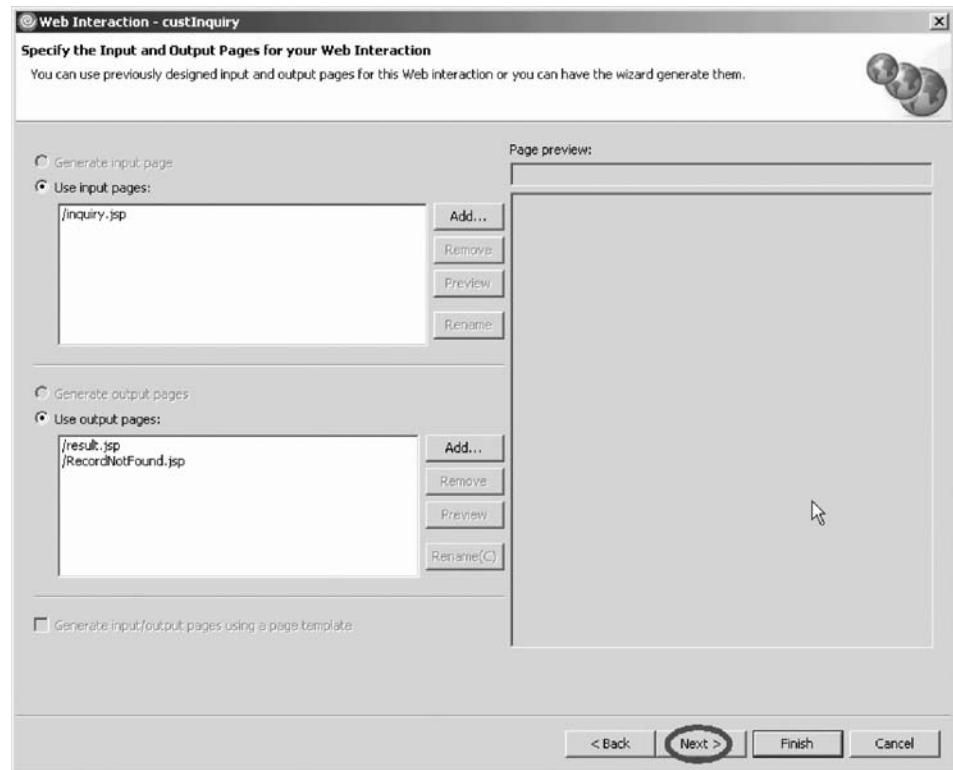 Web Interaction - custInquiry
Specify the Input and Output Pages for your Web Interaction
You can use previously designed input and output pages for this Web interaction or you can have the wizard generate them.
Generate input page
Use input pages:
/inquiry.jsp
Add...
Remove
Preview
Rename
Generate output pages
Use output pages:
/result.jsp
/RecordNotFound.jsp
Add...
Remove
Preview
Rename(C)
Generate input/output pages using a page template
Page preview:
< Back
Next >
Finish
Cancel